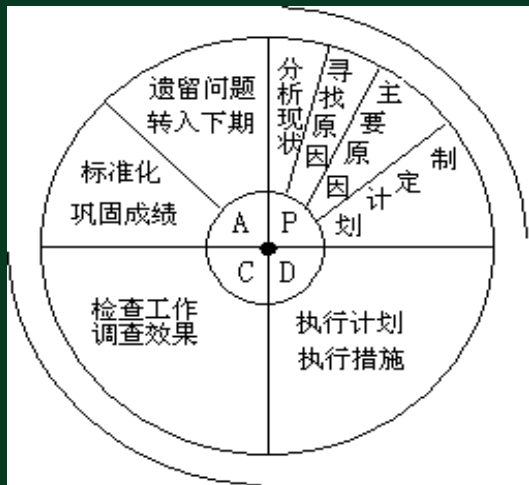 分析现状
寻找原因
主要原因
制定计划
遗留问题
转入下期
标准化
巩固成绩
A
P
C
D
检查工作
调查效果
执行计划
执行措施